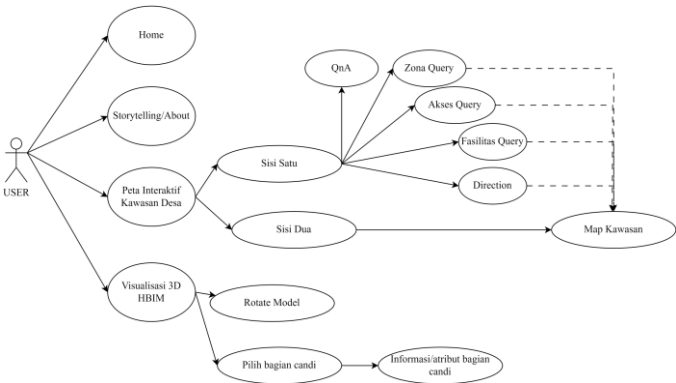 Home
QnA
Zona Query
Akses Query
Storytelling/About
Fasilitas Query
Sisi Satu
USER
Peta Interaktif
Kawasan Desa
Direction
Sisi Dua
Map Kawasan
Visualisasi 3D
HBIM
Rotate Model
Pilih bagian candi
Informasi/atribut bagian
candi